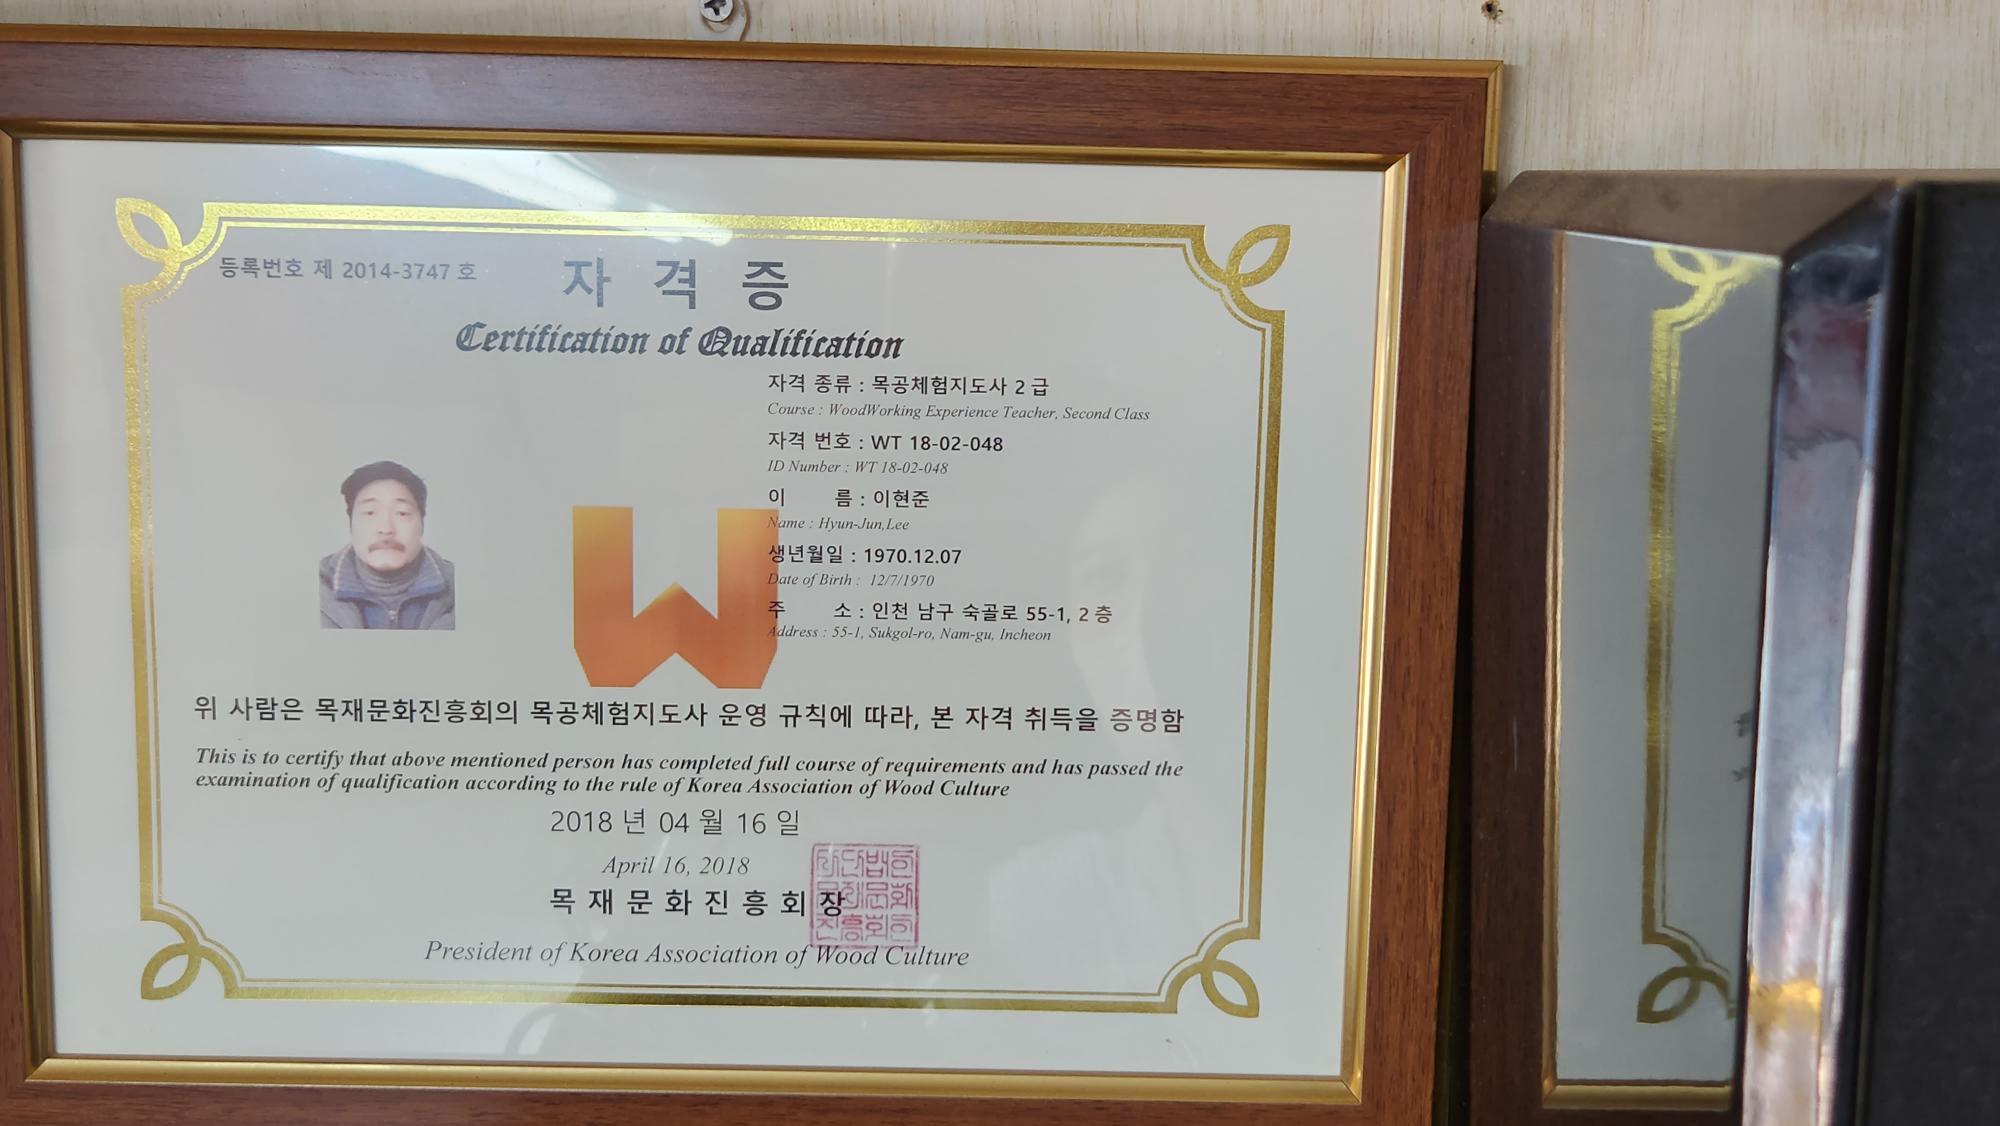 등록번호 제 2014-3747 호
자 격 증
Certification of Qualification
자격 종류 : 목공체험지도사 2 급
Course : WoodWorking Experience Teacher, Second Class
자격 번호 : WT 18-02-048
ID Number : WT 18-02-048
이 름 : 이현준
Name : Hyun-Jun,Lee
생년월일 : 1970.12.07
Date of Birth : 12/7/1970
주 소 : 인천 남구 숙골로 55-1, 2 층
Address : 55-1, Sukgol-ro, Nam-gu, Incheon
W
위 사람은 목재문화진흥회의 목공체험지도사 운영 규칙에 따라, 본 자격 취득을 증명함
This is to certify that above mentioned person has completed full course of requirements and has passed the
examination of qualification according to the rule of Korea Association of Wood Culture
2018 년 04 월 16 일
April 16, 2018
목 재 문 화 진 흥 회 장
President of Korea Association of Wood Culture